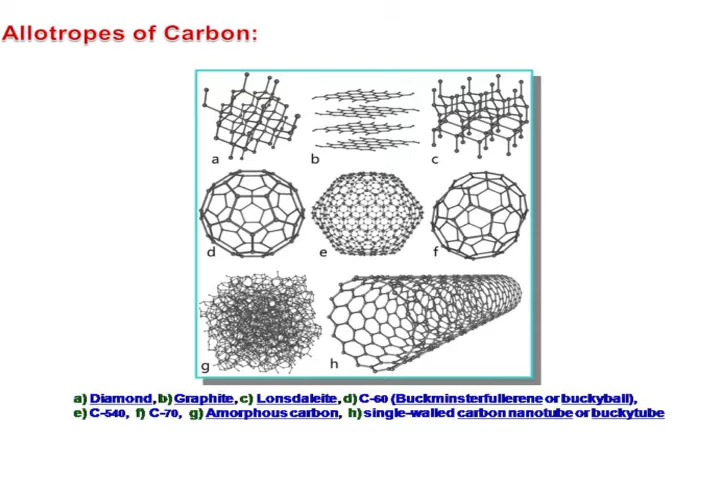 Allotropes of Carbon:
a b c
d e f
g h
a) Diamond, b) Graphite, c) Lonsdaleite, d) C-60 (Buckminsterfullerene or buckyball),
e) C-540, f) C-70, g) Amorphous carbon, h) single-walled carbon nanotube or buckytube